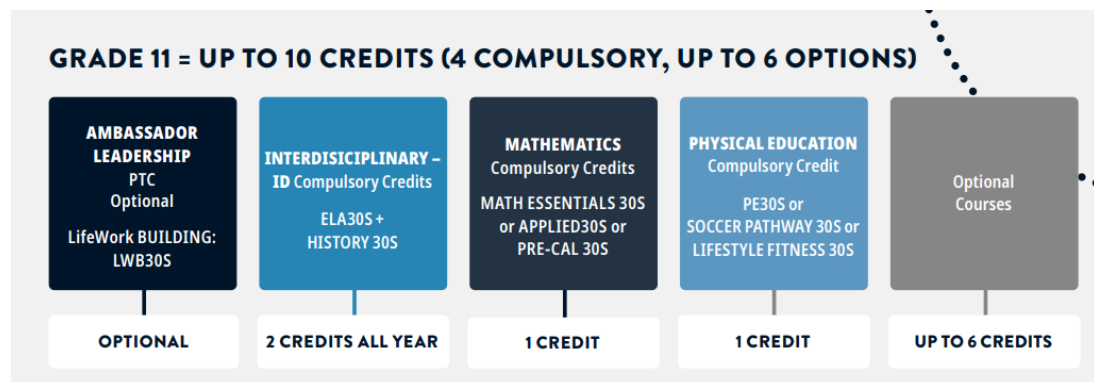 GRADE 11 = UP TO 10 CREDITS (4 COMPULSORY, UP TO 6 OPTIONS)
AMBASSADOR
LEADERSHIP
PTC
Optional
LifeWork BUILDING:
LWB30S
OPTIONAL
INTERDISICIPLINARY –
ID Compulsory Credits
ELA30S +
HISTORY 30S
2 CREDITS ALL YEAR
MATHEMATICS
Compulsory Credits
MATH ESSENTIALS 30S
or APPLIED30S or
PRE-CAL 30S
1 CREDIT
PHYSICAL EDUCATION
Compulsory Credit
PE30S or
SOCCER PATHWAY 30S or
LIFESTYLE FITNESS 30S
1 CREDIT
Optional
Courses
UP TO 6 CREDITS